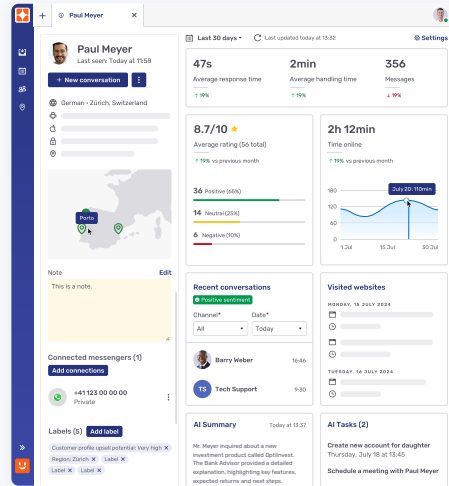 Paul Meyer
Last 30 days
Last updated today at 13:32
Settings
Paul Meyer
Last seen: Today at 11:58
+ New conversation
German • Zürich, Switzerland
Porto
Note
Edit
This is a note.
Connected messengers (1)
Add connections
+41 123 00 00 00
Private
Labels (5)
Add label
Customer profile upsell potential: Very high ×
Region: Zürich ×
Label ×
Label ×
Label ×
47s
Average response time
↑ 19%
2min
Average handling time
↑ 19%
356
Messages
↓ 19%
8.7/10
Average rating (56 total)
↑ 19% vs previous month
36 Positive (65%)
14 Neutral (25%)
6 Negative (10%)
2h 12min
Time online
↑ 19% vs previous month
July 20: 110min
180
120
60
0
1 Jul
15 Jul
30 Jul
Recent conversations
Positive sentiment
Channel*
Date*
All
Today
Barry Weber
16:46
TS
Tech Support
9:30
Visited websites
MONDAY, 15 JULY 2024
TUESDAY, 16 JULY 2024
AI Summary
Today at 13:37
Mr. Meyer inquired about a new
investment product called OptiInvest.
The Bank Advisor provided a detailed
explanation, highlighting key features,
expected returns and next steps.
AI Tasks (2)
Create new account for daughter
Thursday, July 18 at 13:45
Schedule a meeting with Paul Meyer